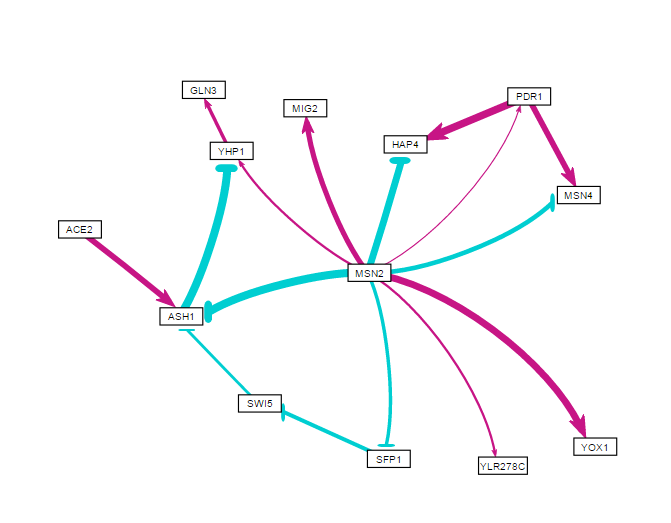 GLN3
PDR1
MIG2
HAP4
YHP1
MSN4
ACE2
MSN2
ASH1
SWI5
YOX1
SFP1
YLR278C